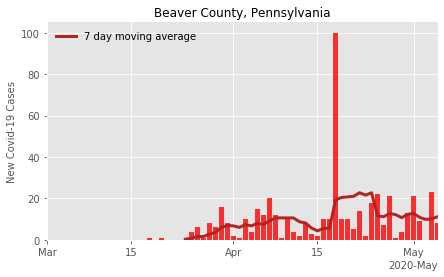 Beaver County, Pennsylvania
7 day moving average
New Covid-19 Cases
100
80
60
40
20
0
Mar 15 Apr 15 May
2020-May